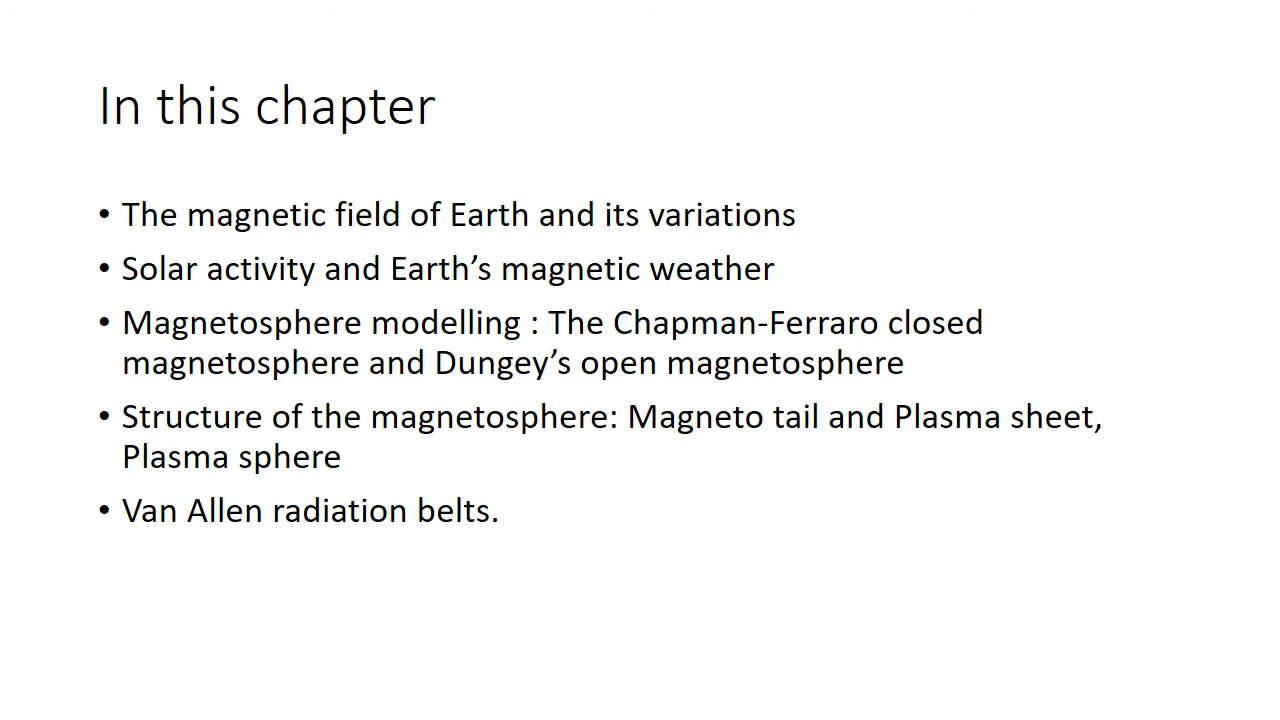 In this chapter
• The magnetic field of Earth and its variations
• Solar activity and Earth’s magnetic weather
• Magnetosphere modelling : The Chapman-Ferraro closed
magnetosphere and Dungey’s open magnetosphere
• Structure of the magnetosphere: Magneto tail and Plasma sheet,
Plasma sphere
• Van Allen radiation belts.